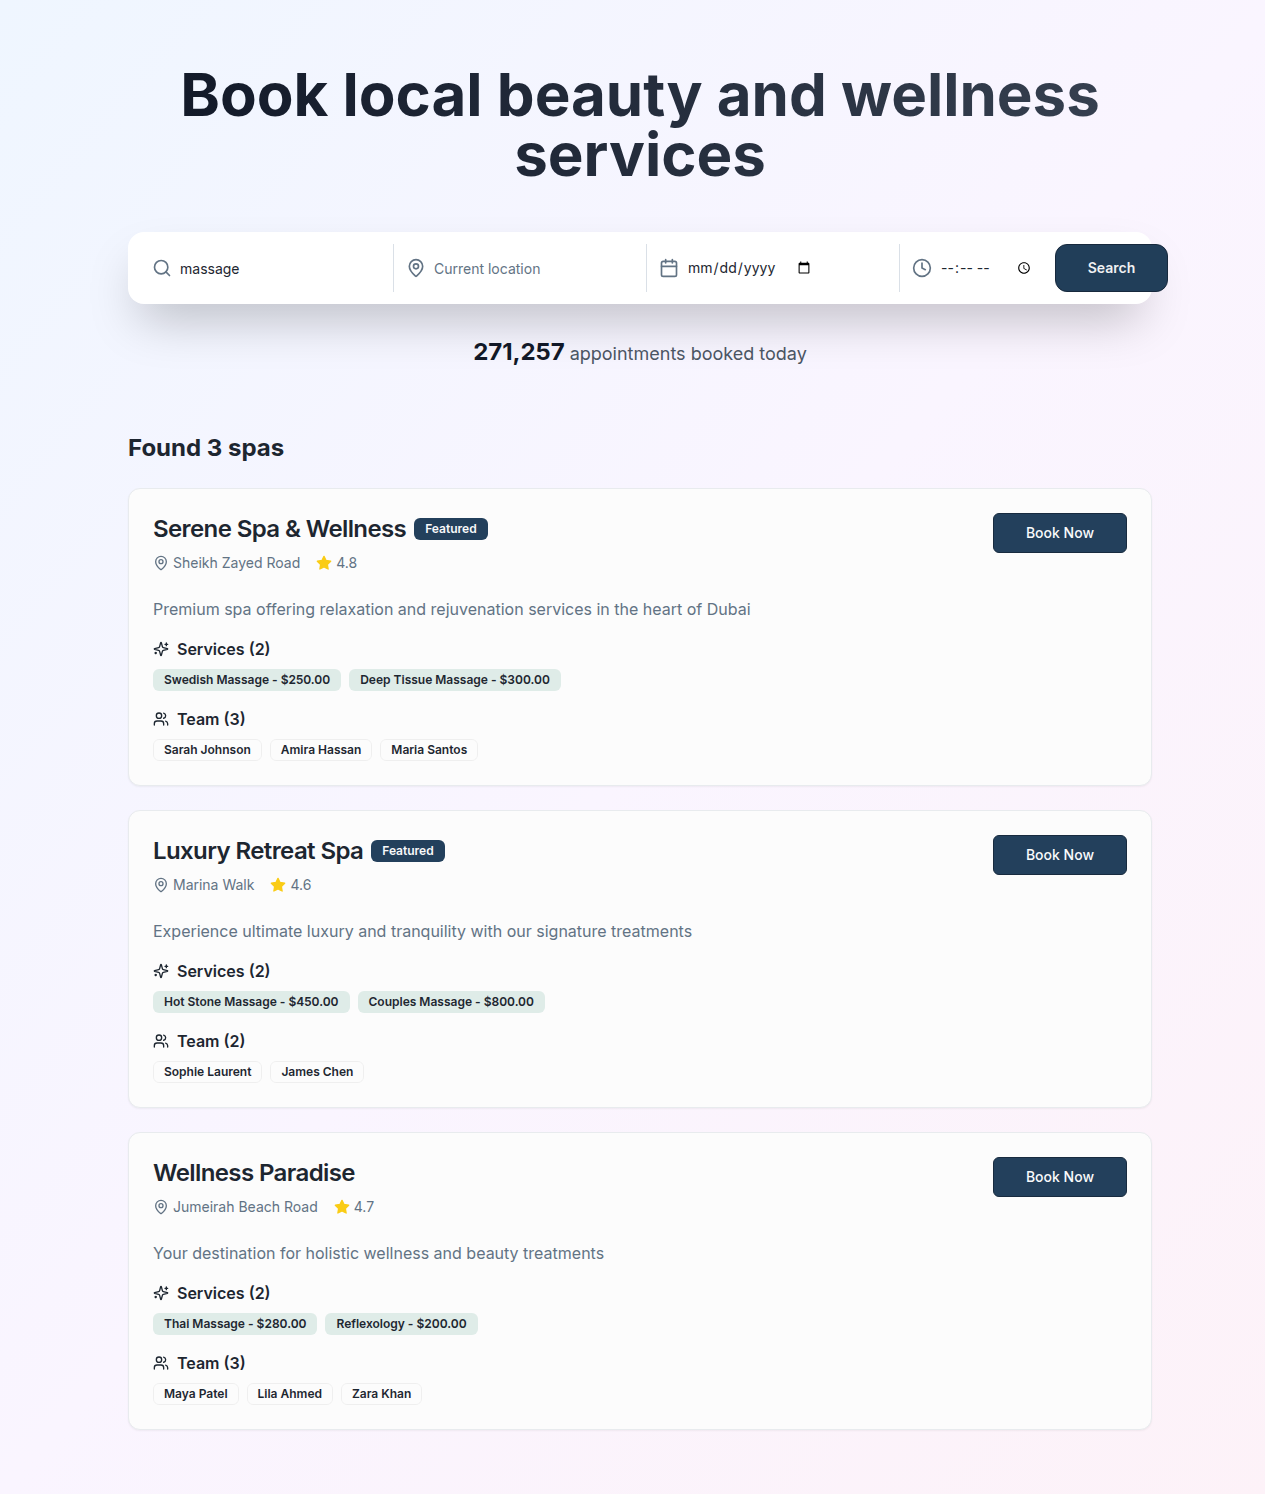 Book local beauty and wellness
services
massage
Current location
mm/dd/yyyy
--:-- --
Search
271,257 appointments booked today
Found 3 spas
Serene Spa & Wellness Featured
Book Now
Sheikh Zayed Road 4.8
Premium spa offering relaxation and rejuvenation services in the heart of Dubai
Services (2)
Swedish Massage - $250.00 Deep Tissue Massage - $300.00
Team (3)
Sarah Johnson Amira Hassan Maria Santos
Luxury Retreat Spa Featured
Book Now
Marina Walk 4.6
Experience ultimate luxury and tranquility with our signature treatments
Services (2)
Hot Stone Massage - $450.00 Couples Massage - $800.00
Team (2)
Sophie Laurent James Chen
Wellness Paradise
Book Now
Jumeirah Beach Road 4.7
Your destination for holistic wellness and beauty treatments
Services (2)
Thai Massage - $280.00 Reflexology - $200.00
Team (3)
Maya Patel Lila Ahmed Zara Khan